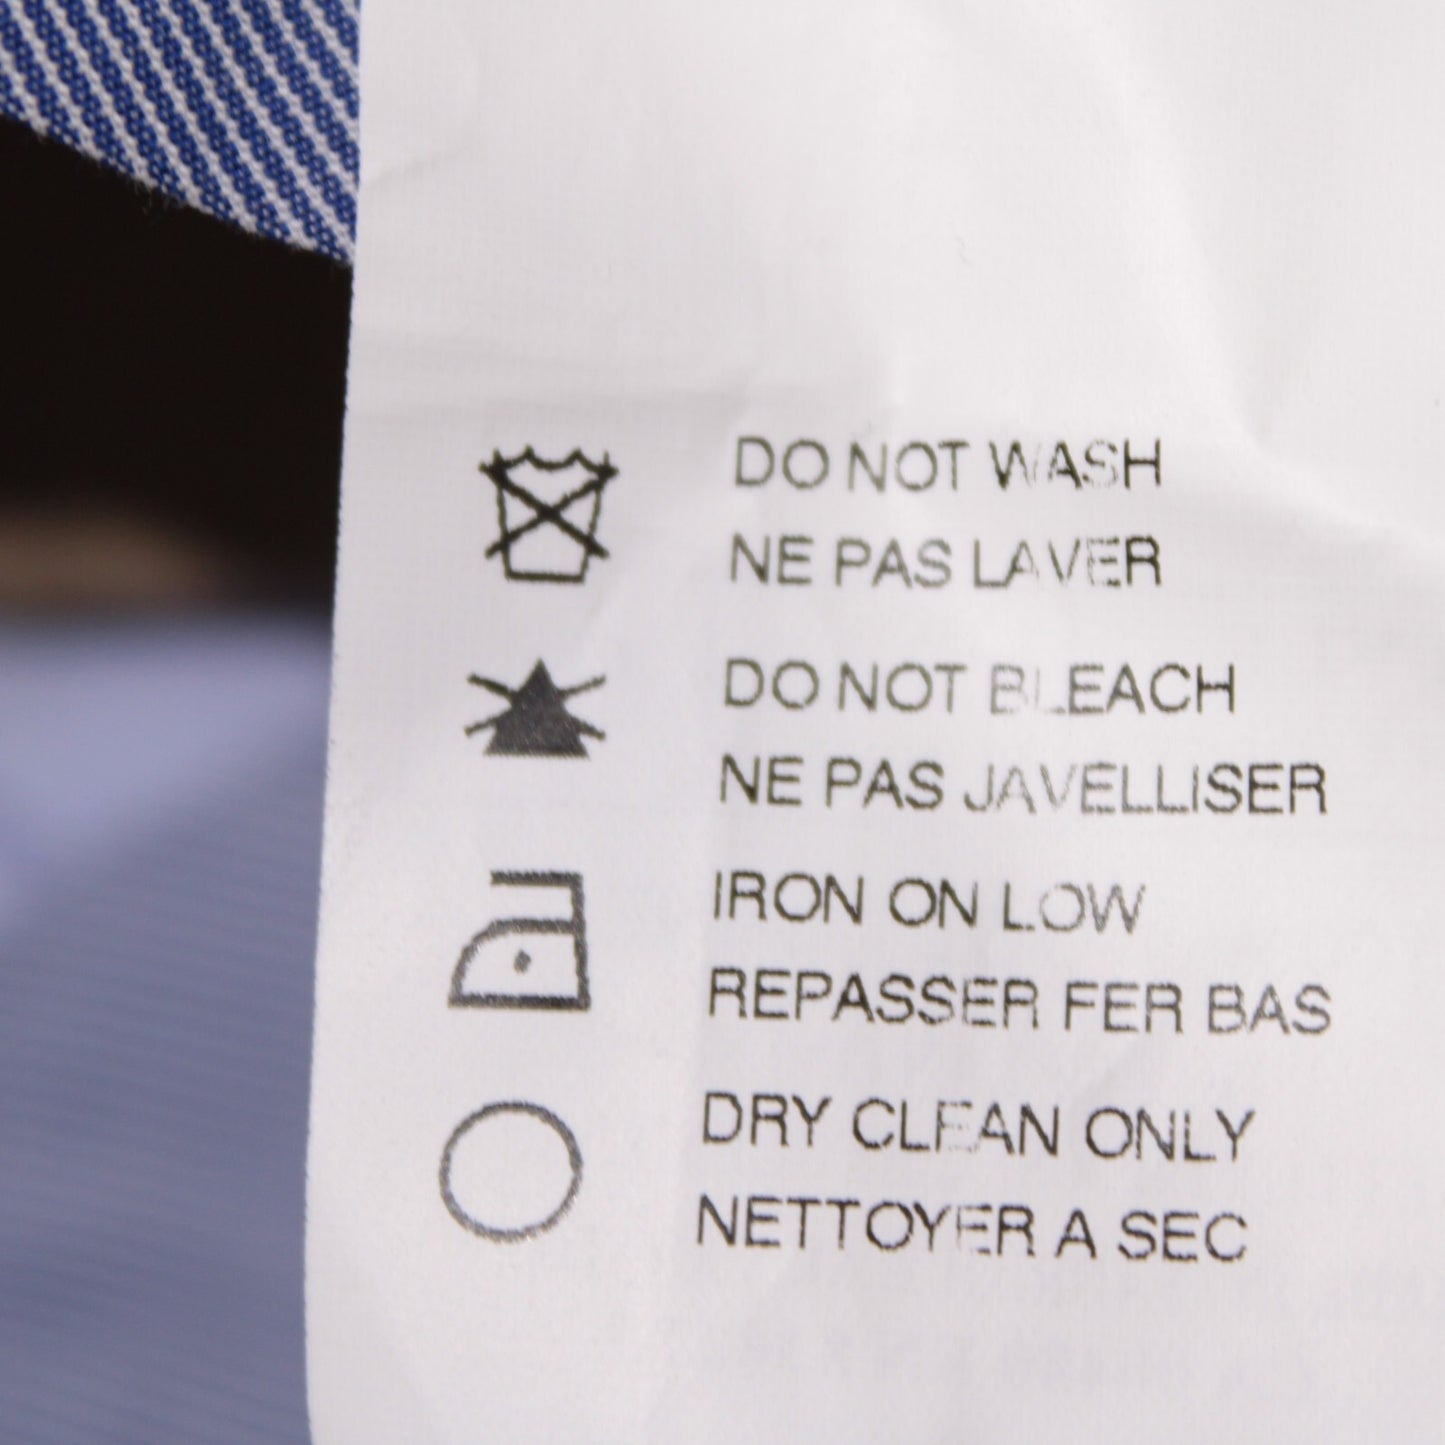 DO NOT WASH
NE PAS LAVER
DO NOT BLEACH
NE PAS JAVELLISER
IRON ON LOW
REPASSER FER BAS
DRY CLEAN ONLY
NETTOYER A SEC